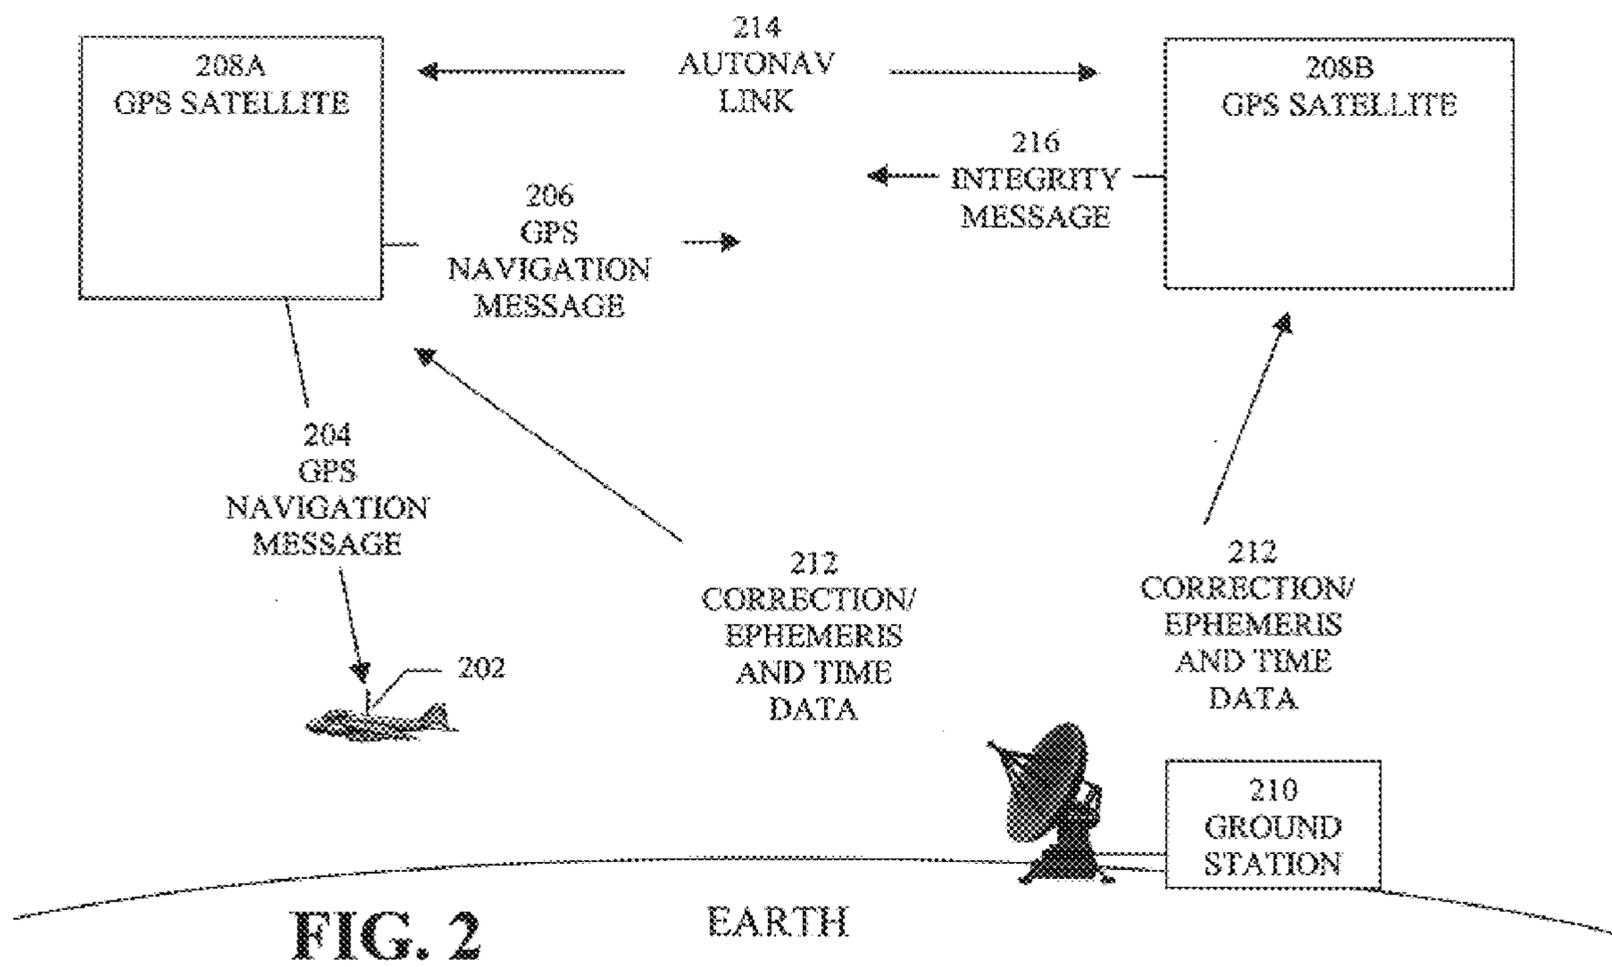 214
AUTONAV
LINK
208A
GPS SATELLITE
208B
GPS SATELLITE
216
INTEGRITY
MESSAGE
206
GPS
NAVIGATION
MESSAGE
204
GPS
NAVIGATION
MESSAGE
212
CORRECTION/
EPHEMERIS
AND TIME
DATA
212
CORRECTION/
EPHEMERIS
AND TIME
DATA
202
210
GROUND
STATION
EARTH
FIG. 2